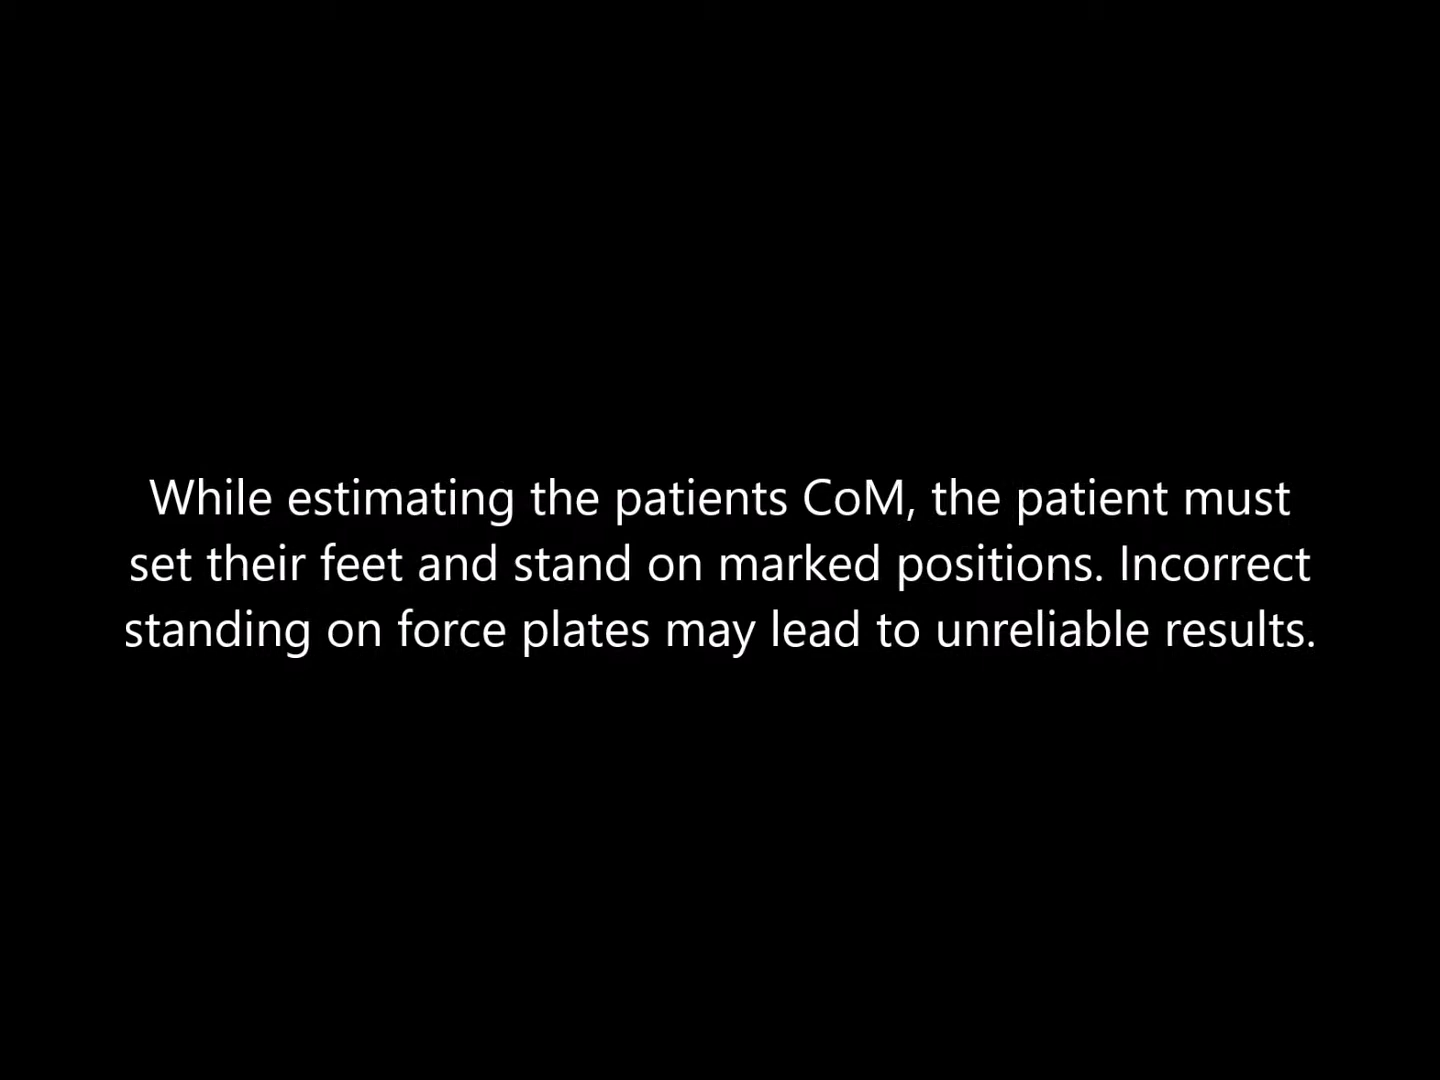 While estimating the patients CoM, the patient must
set their feet and stand on marked positions. Incorrect
standing on force plates may lead to unreliable results.